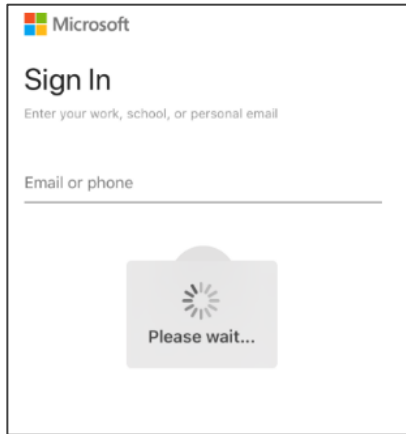 Microsoft
Sign In
Enter your work, school, or personal email
Email or phone
Please wait...